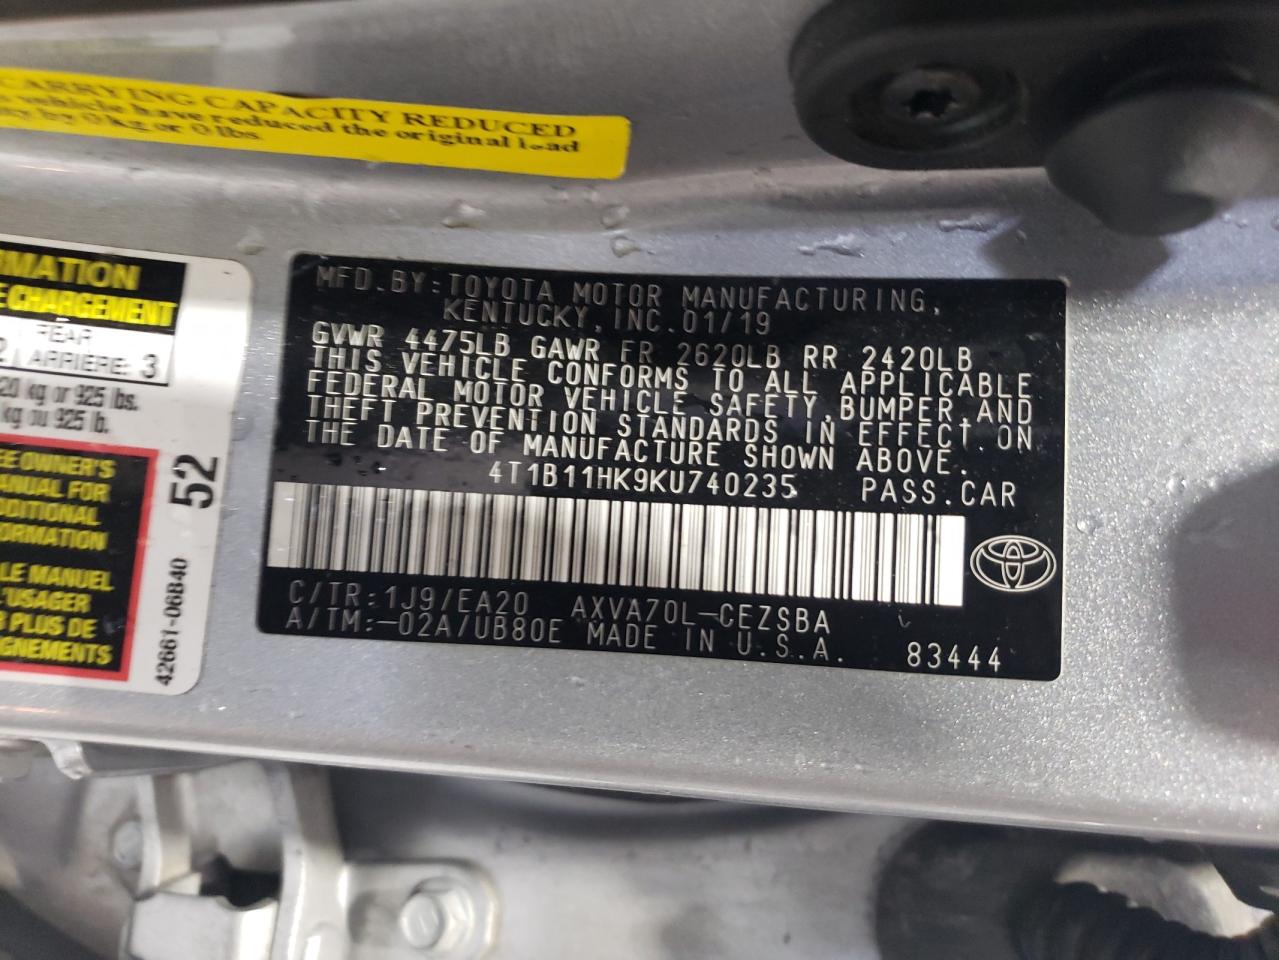 CARRYING CAPACITY REDUCED
vehicle have reduced the original load
by 0 kg or 0 lbs
RMATION
E CHARGEMENT
REAR
ARRIERE: 3
20 kg or 925 lbs.
kg ou 925 lb.
EE OWNER'S
ANUAL FOR
DDITIONAL
ORMATION
LE MANUEL
'USAGER
PLUS DE
GNEMENTS
52
42661-06B40
MFD.BY:TOYOTA MOTOR MANUFACTURING,
KENTUCKY,INC.01/19
GVWR 4475LB GAWR FR 2620LB RR 2420LB
THIS VEHICLE CONFORMS TO ALL APPLICABLE
FEDERAL MOTOR VEHICLE SAFETY,BUMPER,AND
THEFT PREVENTION STANDARDS IN EFFECT ON
THE DATE OF MANUFACTURE SHOWN ABOVE.
4T1B11HK9KU740235 PASS.CAR
C/TR:1J9/EA20 AXVA70L-CEZSBA
A/TM:-02A/UB80E MADE IN U.S.A. 83444